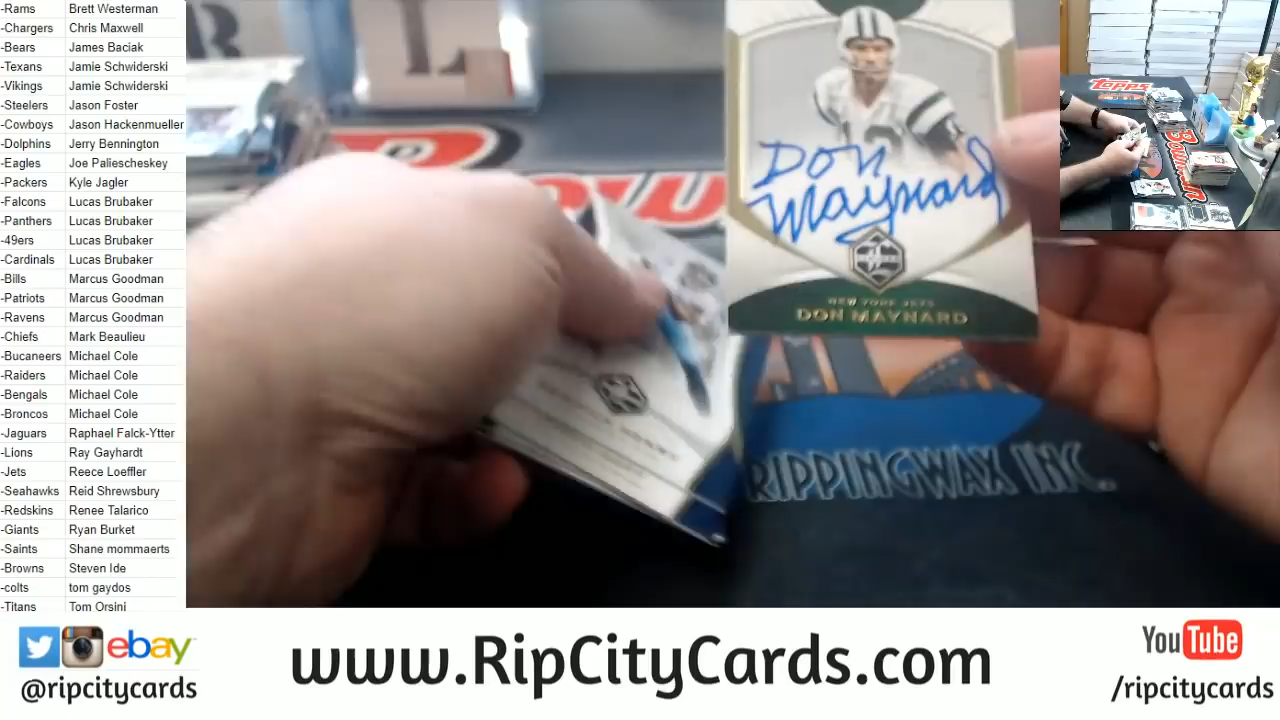 -Rams Brett Westerman
-Chargers Chris Maxwell
-Bears James Baciak
-Texans Jamie Schwiderski
-Vikings Jamie Schwiderski
-Steelers Jason Foster
-Cowboys Jason Hackenmueller
-Dolphins Jerry Bennington
-Eagles Joe Paliescheskey
-Packers Kyle Jagler
-Falcons Lucas Brubaker
-Panthers Lucas Brubaker
-49ers Lucas Brubaker
-Cardinals Lucas Brubaker
-Bills Marcus Goodman
-Patriots Marcus Goodman
-Ravens Marcus Goodman
-Chiefs Mark Beaulieu
-Bucaneers Michael Cole
-Raiders Michael Cole
-Bengals Michael Cole
-Broncos Michael Cole
-Jaguars Raphael Falck-Ytter
-Lions Ray Gayhardt
-Jets Reece Loeffler
-Seahawks Reid Shrewsbury
-Redskins Renee Talarico
-Giants Ryan Burket
-Saints Shane mommaerts
-Browns Steven Ide
-colts tom gaydos
-Titans Tom Orsini
R L
Don
Maynard
NEW YORK JETS
DON MAYNARD
RIPPINGWAX INC.
TOPPS
BOWMAN
ebay
@ripcitycards
www.RipCityCards.com
YouTube
/ripcitycards